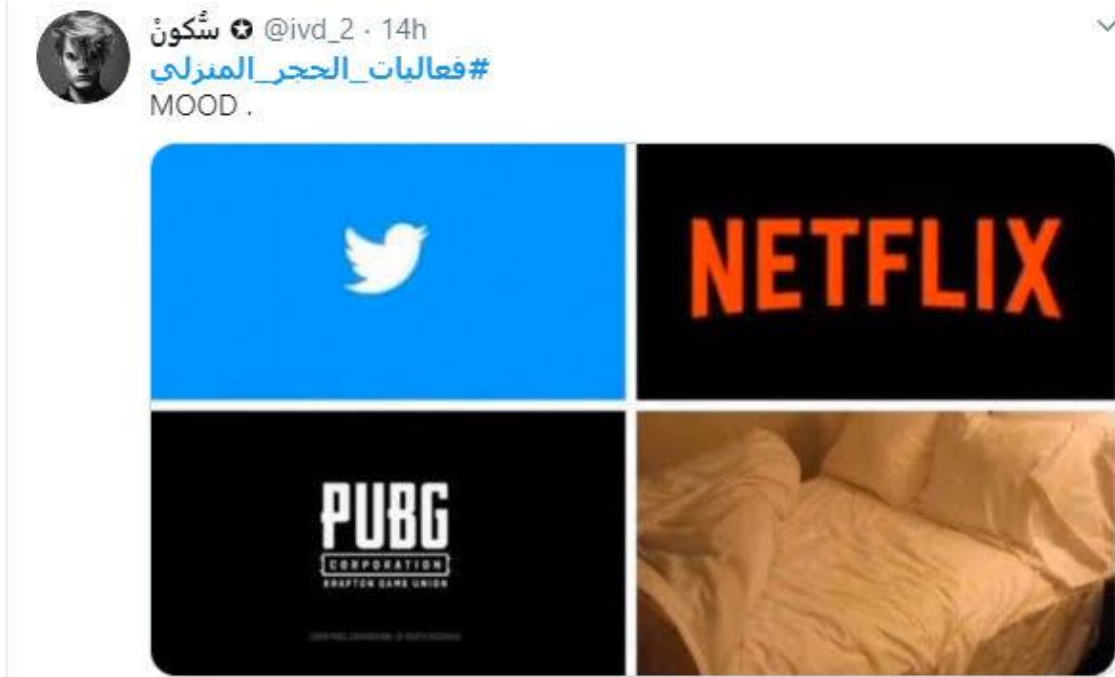 سُّكونْ ✪ @ivd_2 · 14h
#فعاليات_الحجر_المنزلي
MOOD .
NETFLIX
PUBG
CORPORATION
KRAFTON GAME UNION